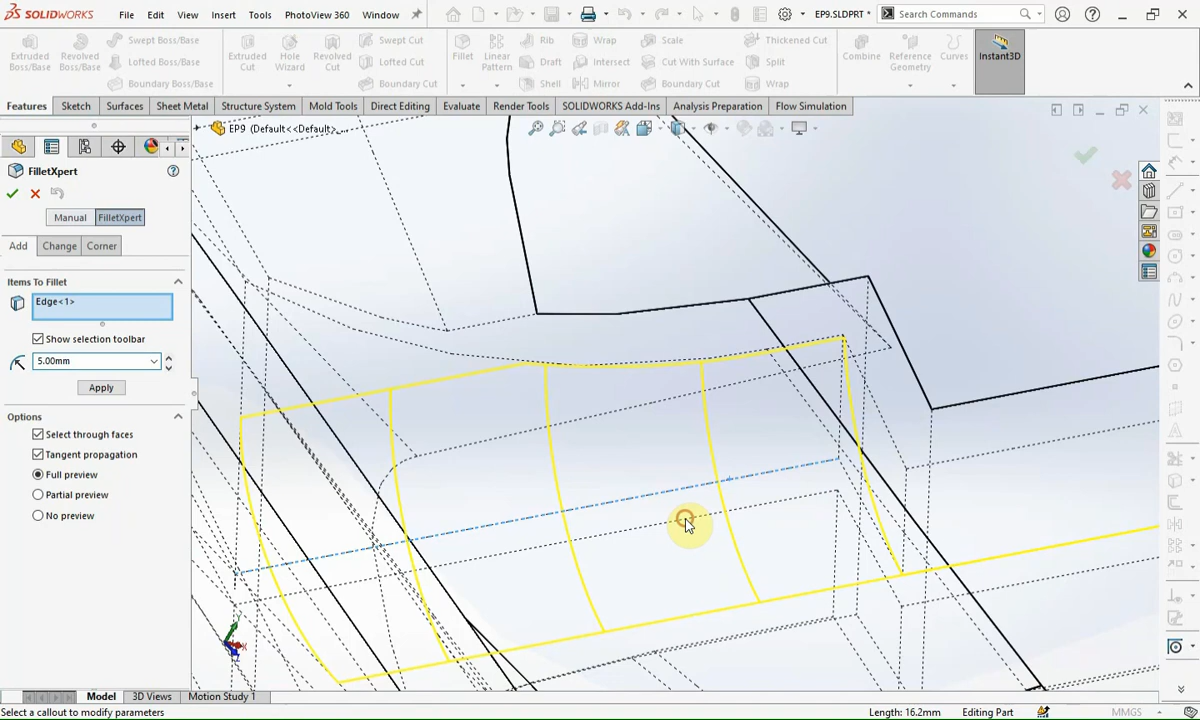 SOLIDWORKS File Edit View Insert Tools PhotoView 360 Window EP9.SLDPRT * Search Commands
Extruded Boss/Base
Revolved Boss/Base
Swept Boss/Base
Lofted Boss/Base
Boundary Boss/Base
Extruded Cut
Hole Wizard
Revolved Cut
Swept Cut
Lofted Cut
Boundary Cut
Fillet
Linear Pattern
Rib
Draft
Shell
Wrap
Intersect
Mirror
Scale
Cut With Surface
Boundary Cut
Thickened Cut
Split
Wrap
Combine
Reference Geometry
Curves
Instant3D
Features Sketch Surfaces Sheet Metal Structure System Mold Tools Direct Editing Evaluate Render Tools SOLIDWORKS Add-Ins Analysis Preparation Flow Simulation
EP9 (Default<<Default>_...
FilletXpert
Manual FilletXpert
Add Change Corner
Items To Fillet
Edge<1>
Show selection toolbar
5.00mm
Apply
Options
Select through faces
Tangent propagation
Full preview
Partial preview
No preview
Model 3D Views Motion Study 1
Select a callout to modify parameters Length: 16.2mm Editing Part MMGS